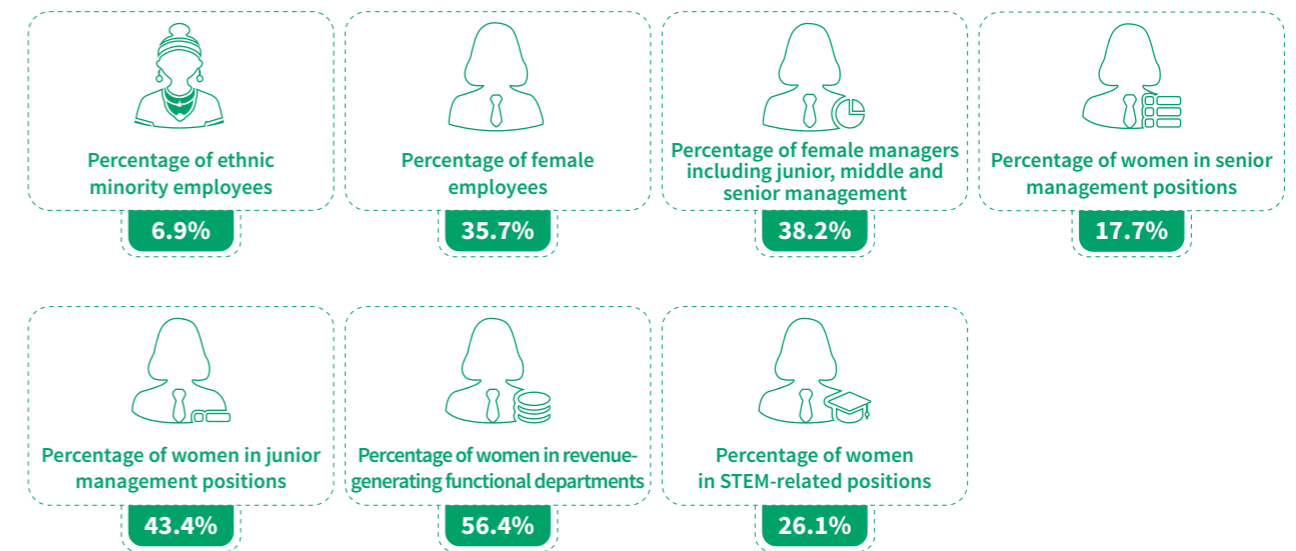 Percentage of ethnic
minority employees
6.9%
Percentage of female
employees
35.7%
Percentage of female managers
including junior, middle and
senior management
38.2%
Percentage of women in senior
management positions
17.7%
Percentage of women in junior
management positions
43.4%
Percentage of women in revenue-
generating functional departments
56.4%
Percentage of women
in STEM-related positions
26.1%